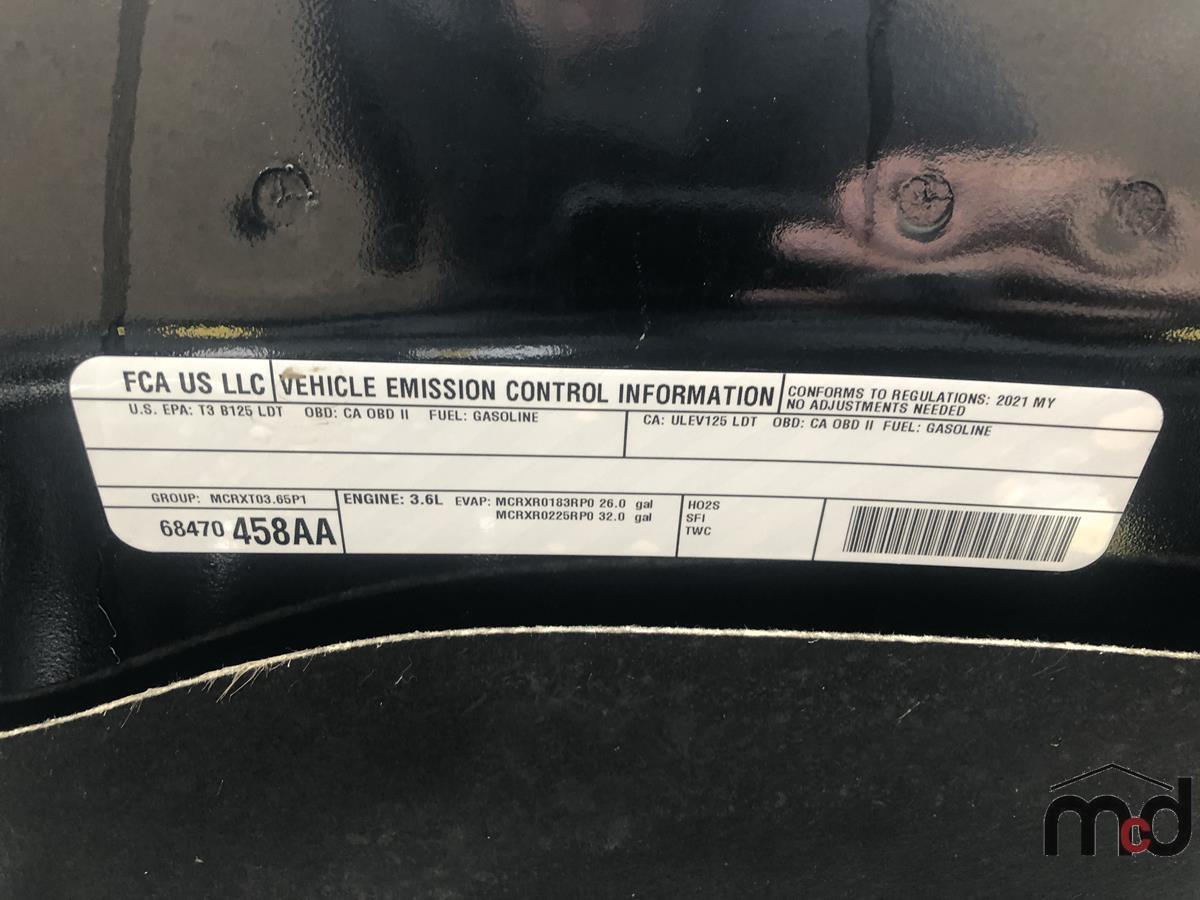 FCA US LLC VEHICLE EMISSION CONTROL INFORMATION CONFORMS TO REGULATIONS: 2021 MY
NO ADJUSTMENTS NEEDED
U.S. EPA: T3 B125 LDT OBD: CA OBD II FUEL: GASOLINE
CA: ULEV125 LDT OBD: CA OBD II FUEL: GASOLINE
GROUP: MCRXT03.65P1
68470 458AA
ENGINE: 3.6L EVAP: MCRXR0183RP0 26.0 gal
MCRXR0225RP0 32.0 gal
HO2S
SFI
TWC
mcd